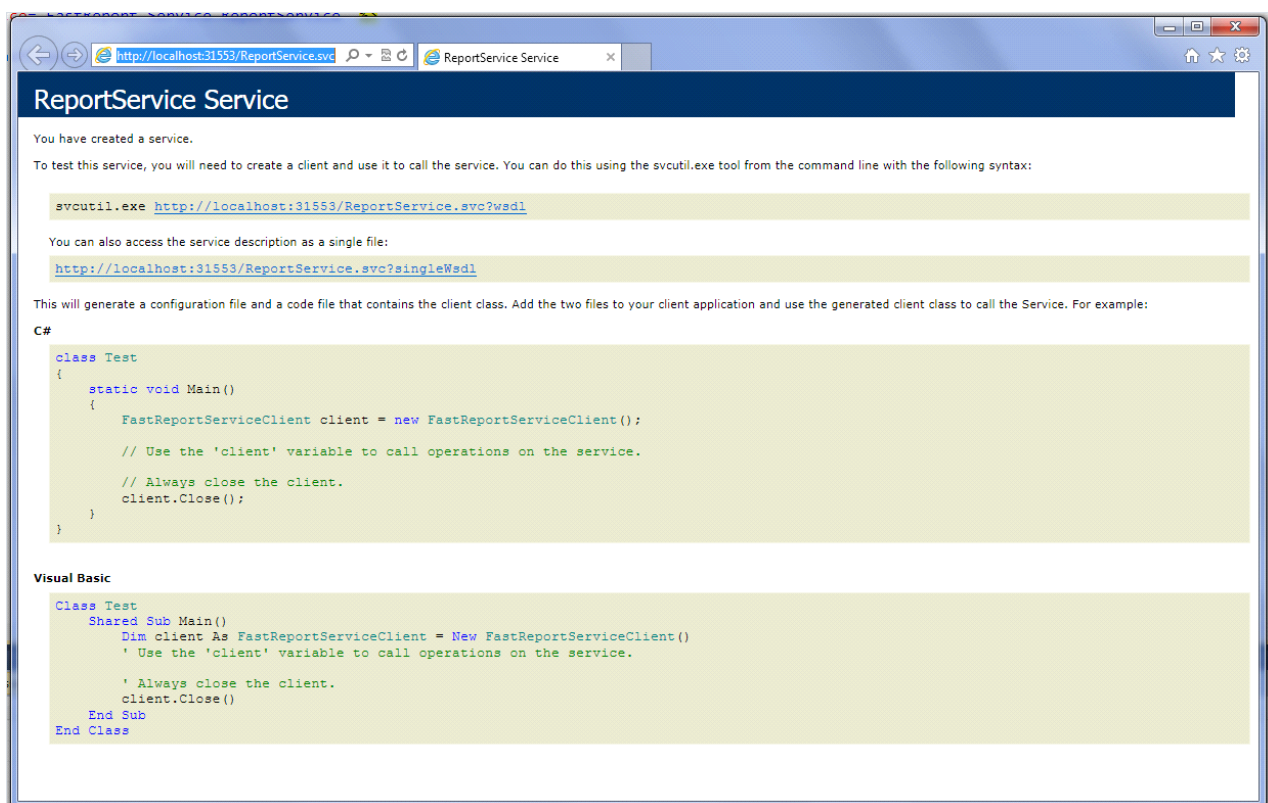 http://localhost:31553/ReportService.svc
ReportService Service
ReportService Service
You have created a service.
To test this service, you will need to create a client and use it to call the service. You can do this using the svcutil.exe tool from the command line with the following syntax:
svcutil.exe http://localhost:31553/ReportService.svc?wsdl
You can also access the service description as a single file:
http://localhost:31553/ReportService.svc?singleWsdl
This will generate a configuration file and a code file that contains the client class. Add the two files to your client application and use the generated client class to call the Service. For example:
C#
class Test
{
    static void Main()
    {
        FastReportServiceClient client = new FastReportServiceClient();
        // Use the 'client' variable to call operations on the service.
        // Always close the client.
        client.Close();
    }
}
Visual Basic
Class Test
    Shared Sub Main()
        Dim client As FastReportServiceClient = New FastReportServiceClient()
        ' Use the 'client' variable to call operations on the service.
        ' Always close the client.
        client.Close()
    End Sub
End Class